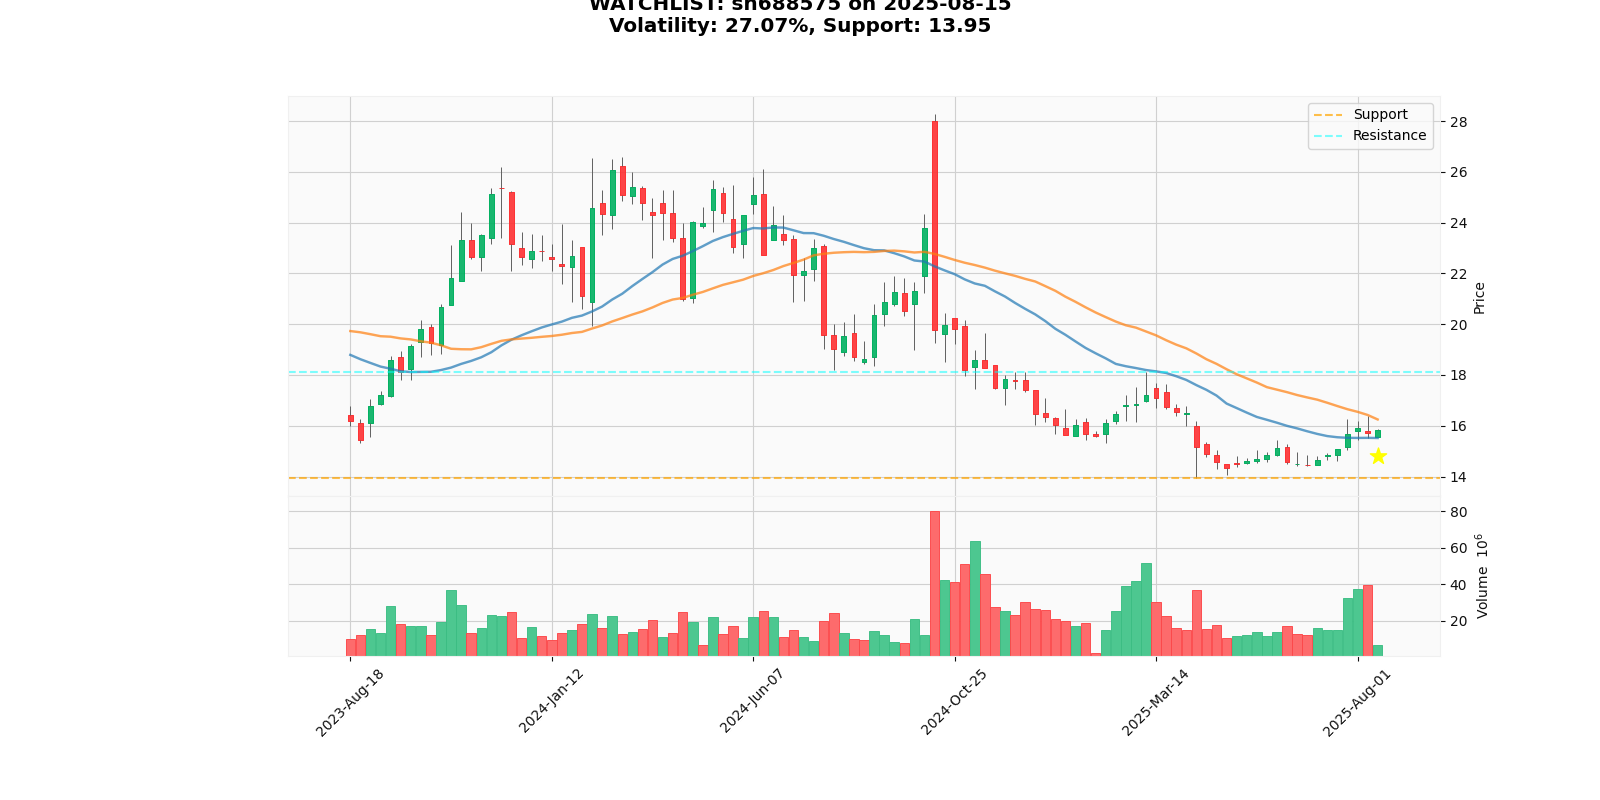 WATCHLIST: sh688575 on 2025-08-15
Volatility: 27.07%, Support: 13.95
Support
Resistance
28
26
24
22
20
18
16
14
Price
80
60
40
20
Volume 10^6
2023-Aug-18
2024-Jan-12
2024-Jun-07
2024-Oct-25
2025-Mar-14
2025-Aug-01